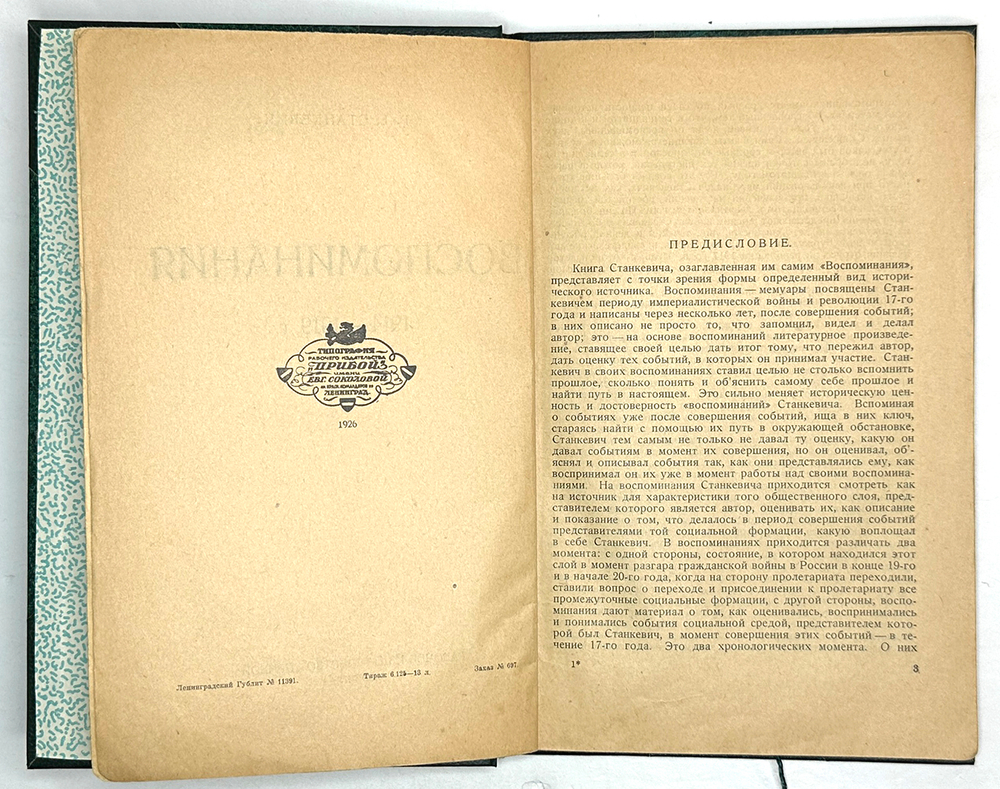 ТИПОГРАФИЯ
РАБОЧЕГО ИЗДАТЕЛЬСТВА
„ПРИБОЙ"
ИМЕНИ
ЕВГ. СОКОЛОВОЙ
ЛЕНИНГРАД.
1926
Ленинградский Гублит № 11391.
Тираж 6.125—13 л.
Заказ № 697.
ПРЕДИСЛОВИЕ.
Книга Станкевича, озаглавленная им самим «Воспоминания»,
представляет с точки зрения формы определенный вид истори-
ческого источника. Воспоминания — мемуары посвящены Стан-
кевичем периоду империалистической войны и революции 17-го
года и написаны через несколько лет, после совершения событий;
в них описано не просто то, что запомнил, видел и делал
автор; это — на основе воспоминаний литературное произведе-
ние, ставящее своей целью дать итог тому, что пережил автор,
дать оценку тех событий, в которых он принимал участие. Стан-
кевич в своих воспоминаниях ставил целью не столько вспомнить
прошлое, сколько понять и об'яснить самому себе прошлое и
найти путь в настоящем. Это сильно меняет историческую цен-
ность и достоверность «воспоминаний» Станкевича. Вспоминая
о событиях уже после совершения событий, ища в них ключ,
стараясь найти с помощью их путь в окружающей обстановке,
Станкевич тем самым не только не давал ту оценку, какую он
давал событиям в момент их совершения, но он оценивал, об'-
яснял и описывал события так, как они представлялись ему, как
воспринимал он их уже в момент работы над своими воспомина-
ниями. На воспоминания Станкевича приходится смотреть как
на источник для характеристики того общественного слоя, пред-
ставителем которого является автор, оценивать их, как описание
и показание о том, что делалось в период совершения событий
представителями той социальной формации, какую воплощал
в себе Станкевич. В воспоминаниях приходится различать два
момента: с одной стороны, состояние, в котором находился этот
слой в момент разгара гражданской войны в России в конце 19-го
и в начале 20-го года, когда на сторону пролетариата переходили,
ставили вопрос о переходе и присоединении к пролетариату все
промежуточные социальные формации, с другой стороны, воспо-
минания дают материал о том, как оценивались, воспринимались
и понимались события социальной средой, представителем кото-
рой был Станкевич, в момент совершения этих событий — в те-
чение 17-го года. Это два хронологических момента. О них
1*
3